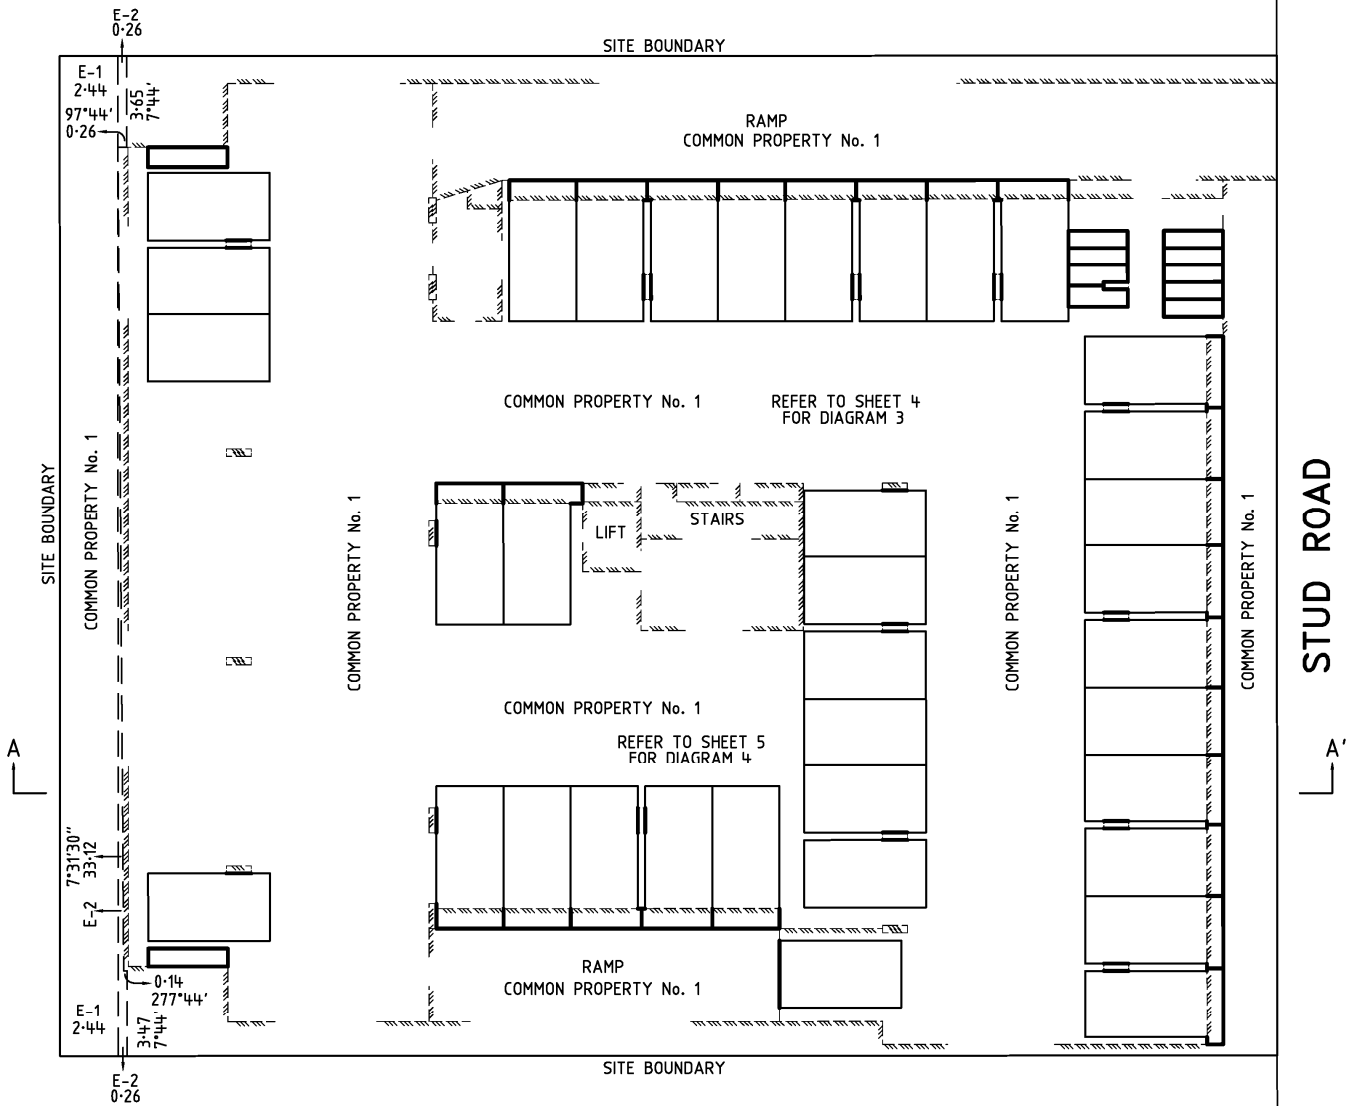 E-2
0·26
SITE BOUNDARY
E-1
2·44
97°44'
0·26
3·65
7°44'
RAMP
COMMON PROPERTY No. 1
COMMON PROPERTY No. 1
REFER TO SHEET 4
FOR DIAGRAM 3
SITE BOUNDARY
COMMON PROPERTY No. 1
COMMON PROPERTY No. 1
LIFT
STAIRS
COMMON PROPERTY No. 1
COMMON PROPERTY No. 1
STUD ROAD
COMMON PROPERTY No. 1
REFER TO SHEET 5
FOR DIAGRAM 4
A
A'
7°31'30"
33·12
E-2
RAMP
COMMON PROPERTY No. 1
0·14
277°44'
E-1
2·44
3·47
7°44'
SITE BOUNDARY
E-2
0·26